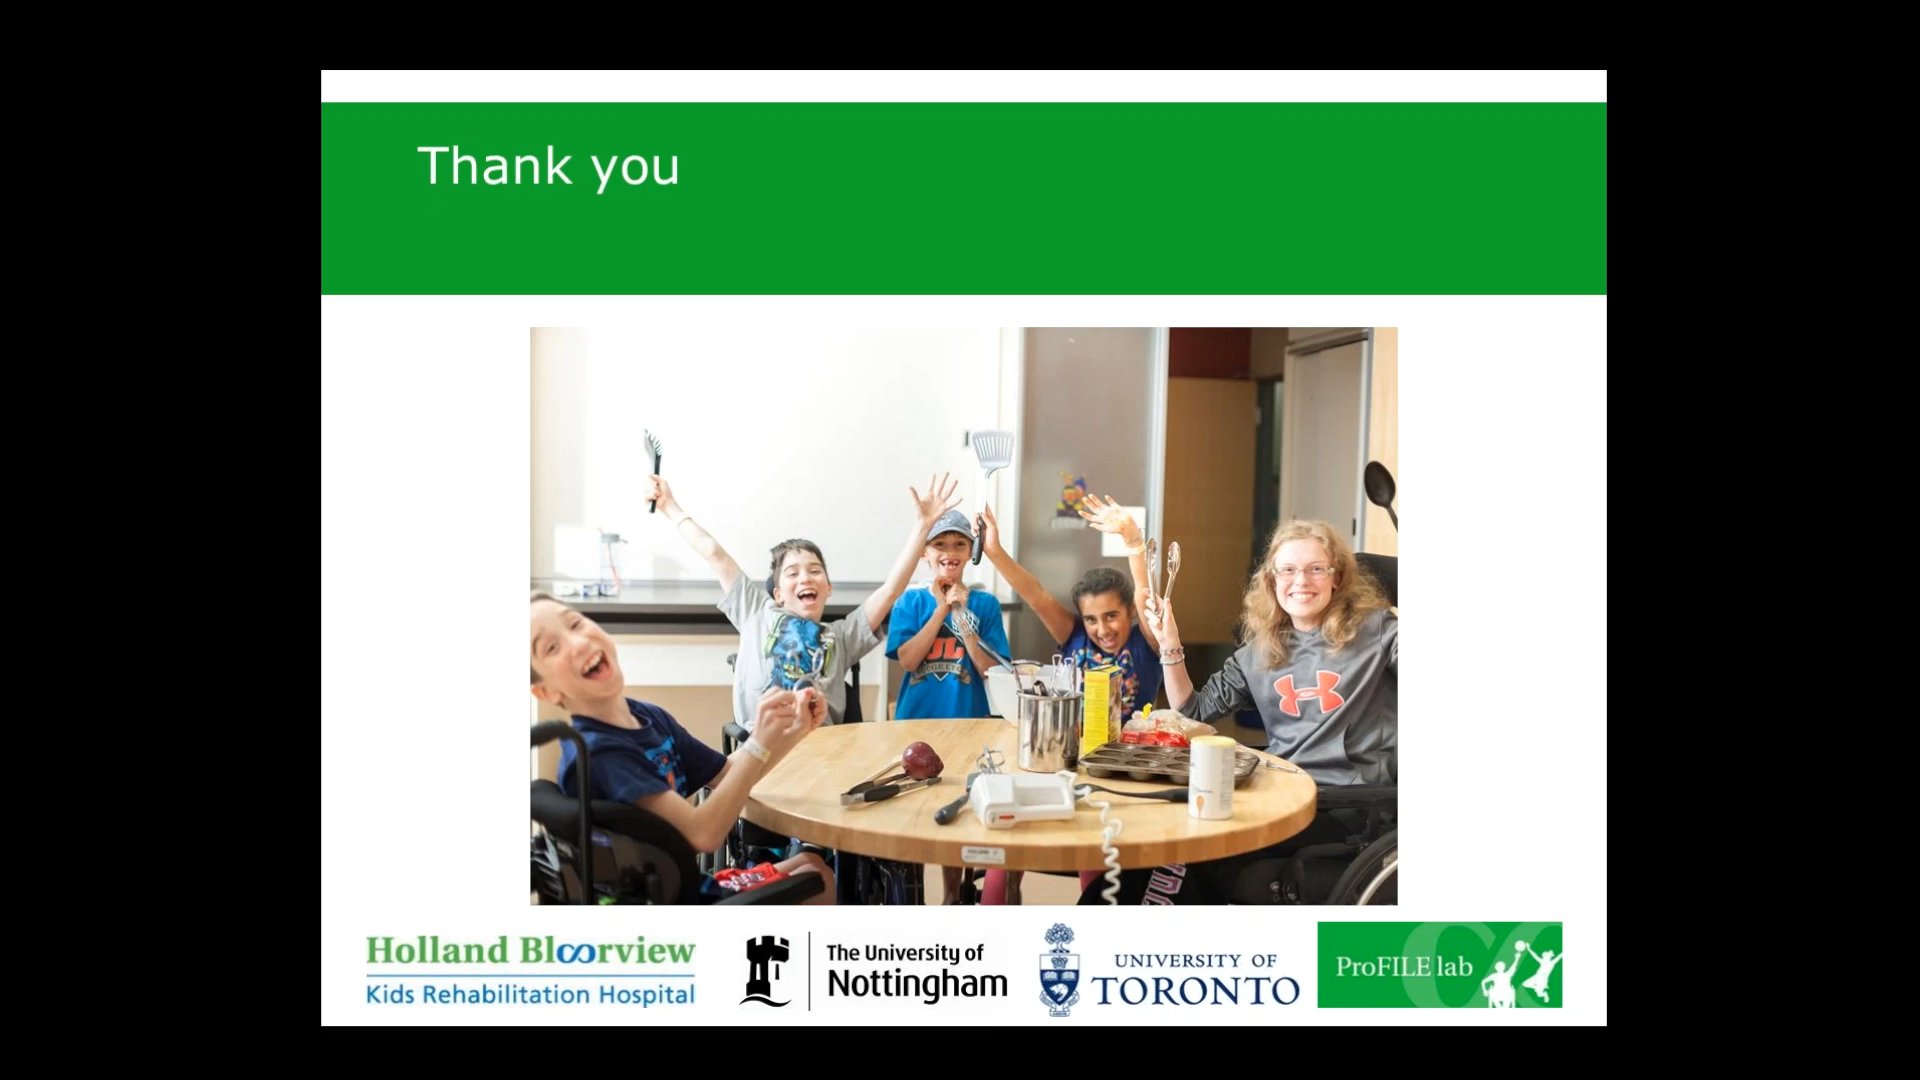 Thank you
Holland Bloorview
Kids Rehabilitation Hospital
The University of
Nottingham
UNIVERSITY OF
TORONTO
ProFILE lab